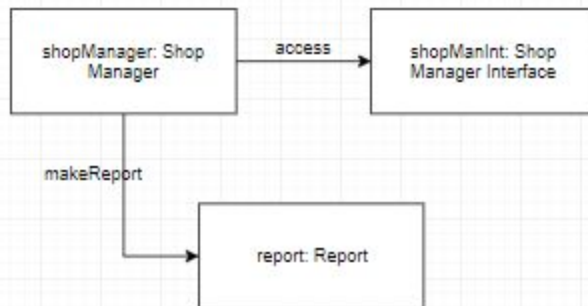 shopManager: Shop
Manager
access
shopManInt: Shop
Manager Interface
makeReport
report: Report